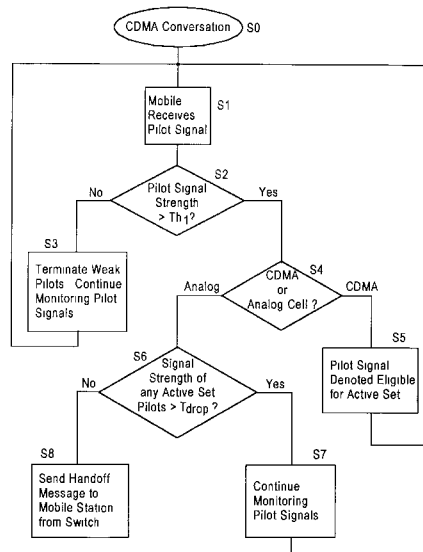 CDMA Conversation
S0
Mobile
Receives
Pilot Signal
S1
S2
Pilot Signal
Strength
> Th1?
No
Yes
S3
Terminate Weak
Pilots Continue
Monitoring Pilot
Signals
S4
CDMA
or
Analog Cell ?
Analog
CDMA
S5
Pilot Signal
Denoted Eligible
for Active Set
S6
Signal
Strength of
any Active Set
Pilots > Tdrop ?
No
Yes
S8
Send Handoff
Message to
Mobile Station
from Switch
S7
Continue
Monitoring
Pilot Signals